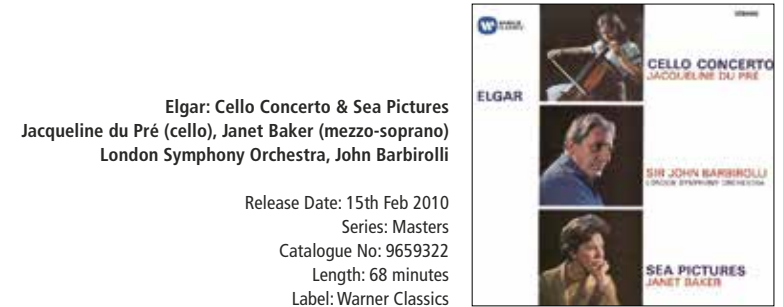 Elgar: Cello Concerto & Sea Pictures
Jacqueline du Pré (cello), Janet Baker (mezzo-soprano)
London Symphony Orchestra, John Barbirolli
Release Date: 15th Feb 2010
Series: Masters
Catalogue No: 9659322
Length: 68 minutes
Label: Warner Classics
WARNER
CLASSICS
ELGAR
CELLO CONCERTO
JACQUELINE DU PRÉ
SIR JOHN BARBIROLLI
LONDON SYMPHONY ORCHESTRA
SEA PICTURES
JANET BAKER